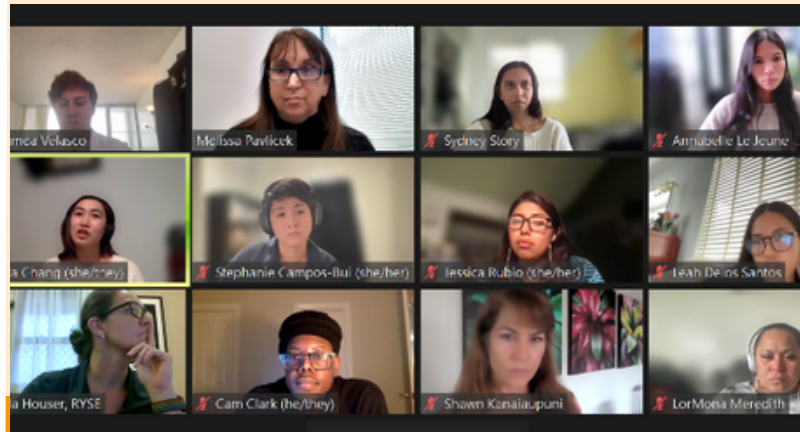 mea Velasco
Melissa Pavlicek
Sydney Story
Annabelle Le Jeune
a Chang (she/they)
Stephanie Campos-Bui (she/her)
Jessica Rubio (she/her)
Leah Delos Santos
a Houser, RYSE
Cam Clark (he/they)
Shawn Kanaiaupuni
LorMona Meredith